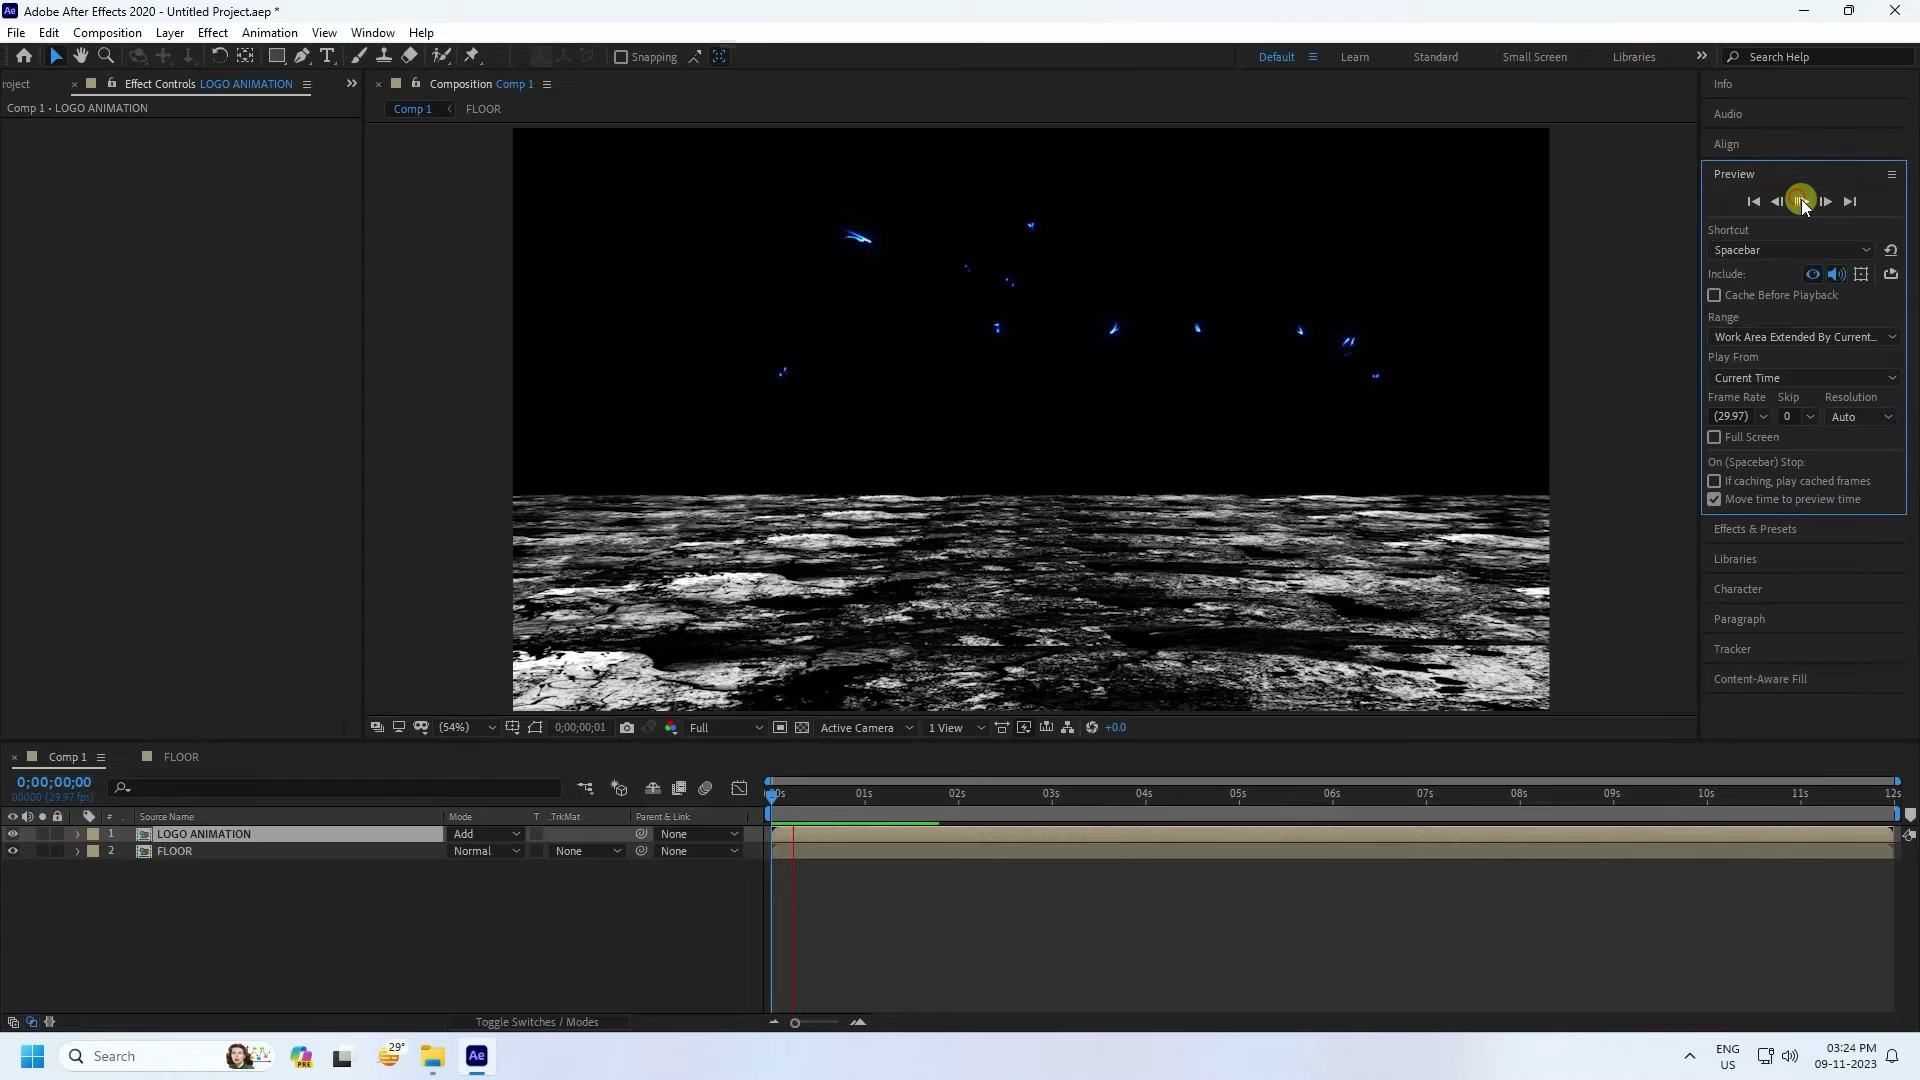 Adobe After Effects 2020 - Untitled Project.aep *
File Edit Composition Layer Effect Animation View Window Help
Snapping
Default Learn Standard Small Screen Libraries Search Help
roject Effect Controls LOGO ANIMATION
Composition Comp 1
Comp 1 • LOGO ANIMATION
Comp 1 FLOOR
Info
Audio
Align
Preview
Shortcut
Spacebar
Include:
Cache Before Playback
Range
Work Area Extended By Current...
Play From
Current Time
Frame Rate Skip Resolution
(29.97) 0 Auto
Full Screen
On (Spacebar) Stop:
If caching, play cached frames
Move time to preview time
Effects & Presets
Libraries
Character
Paragraph
Tracker
Content-Aware Fill
(54%) 0;00;00;01 Full Active Camera 1 View +0.0
Comp 1 FLOOR
0;00;00;00
00000 (29.97 fps)
01s 02s 03s 04s 05s 06s 07s 08s 09s 10s 11s 12s
# Source Name Mode T .TrkMat Parent & Link
1 LOGO ANIMATION Add None
2 FLOOR Normal None None
Toggle Switches / Modes
Search
PRE
29°
Ae
ENG
US
03:24 PM
09-11-2023